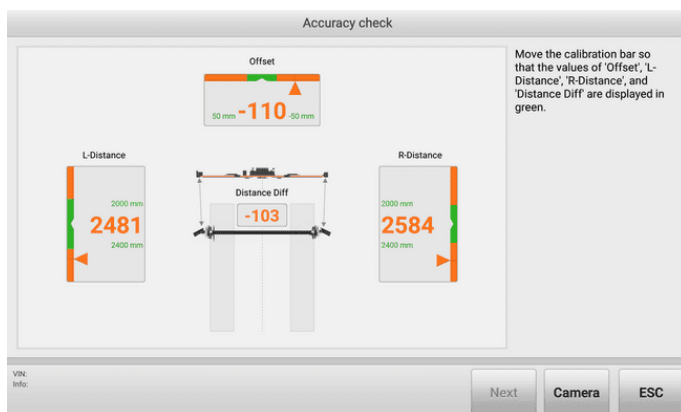 Accuracy check
Offset
50 mm -110 -50 mm
L-Distance
2000 mm
2481
2400 mm
Distance Diff
-103
R-Distance
2000 mm
2584
2400 mm
Move the calibration bar so
that the values of 'Offset', 'L-
Distance', 'R-Distance', and
'Distance Diff' are displayed in
green.
VIN:
Info:
Next
Camera
ESC